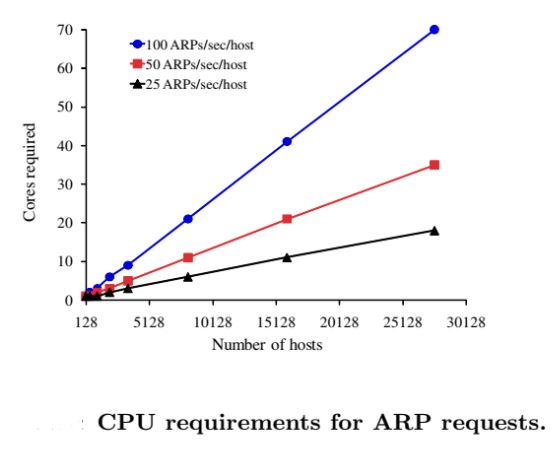 70
60
50
40
30
20
10
0
Cores required
100 ARPs/sec/host
50 ARPs/sec/host
25 ARPs/sec/host
128 5128 10128 15128 20128 25128 30128
Number of hosts
CPU requirements for ARP requests.